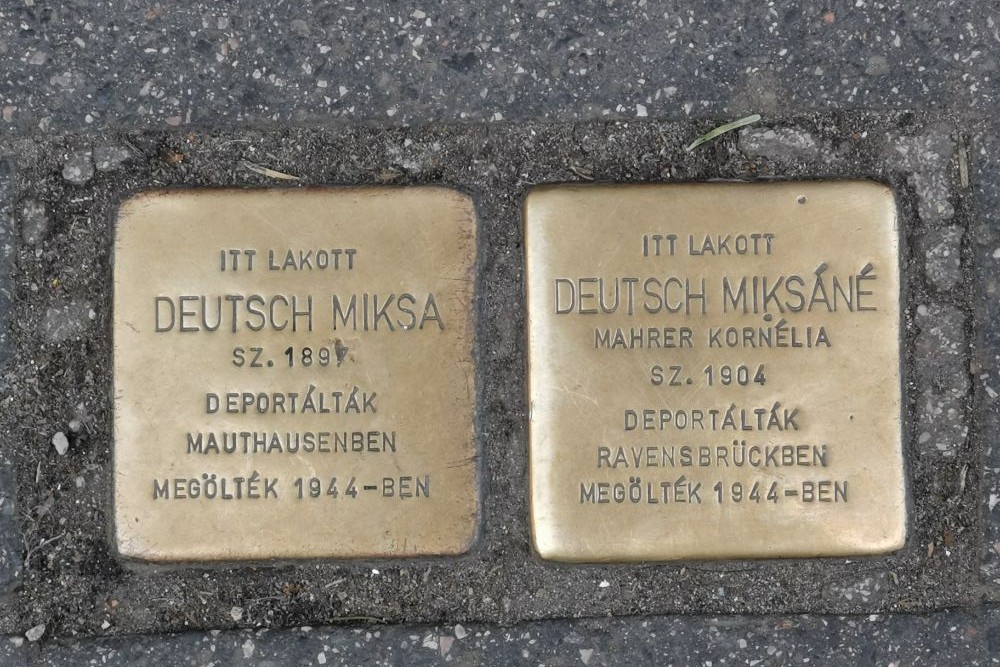 ITT LAKOTT
DEUTSCH MIKSA
SZ. 1897
DEPORTÁLTÁK
MAUTHAUSENBEN
MEGÖLTÉK 1944-BEN
ITT LAKOTT
DEUTSCH MIKSÁNÉ
MAHRER KORNÉLIA
SZ. 1904
DEPORTÁLTÁK
RAVENSBRÜCKBEN
MEGÖLTÉK 1944-BEN